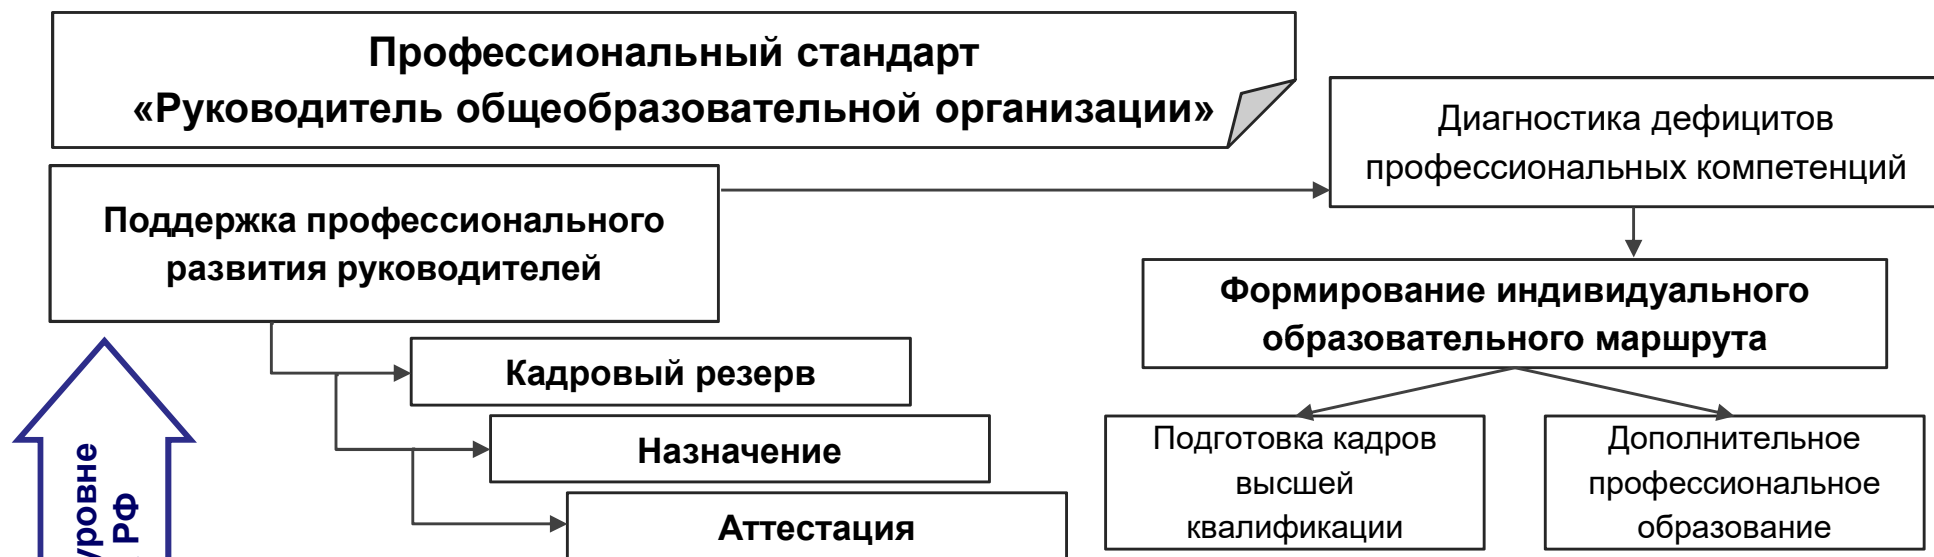 Профессиональный стандарт
«Руководитель общеобразовательной организации»
Диагностика дефицитов
профессиональных компетенций
Поддержка профессионального
развития руководителей
Формирование индивидуального
образовательного маршрута
Кадровый резерв
Назначение
Аттестация
Подготовка кадров
высшей
квалификации
Дополнительное
профессиональное
образование
уровне
РФ